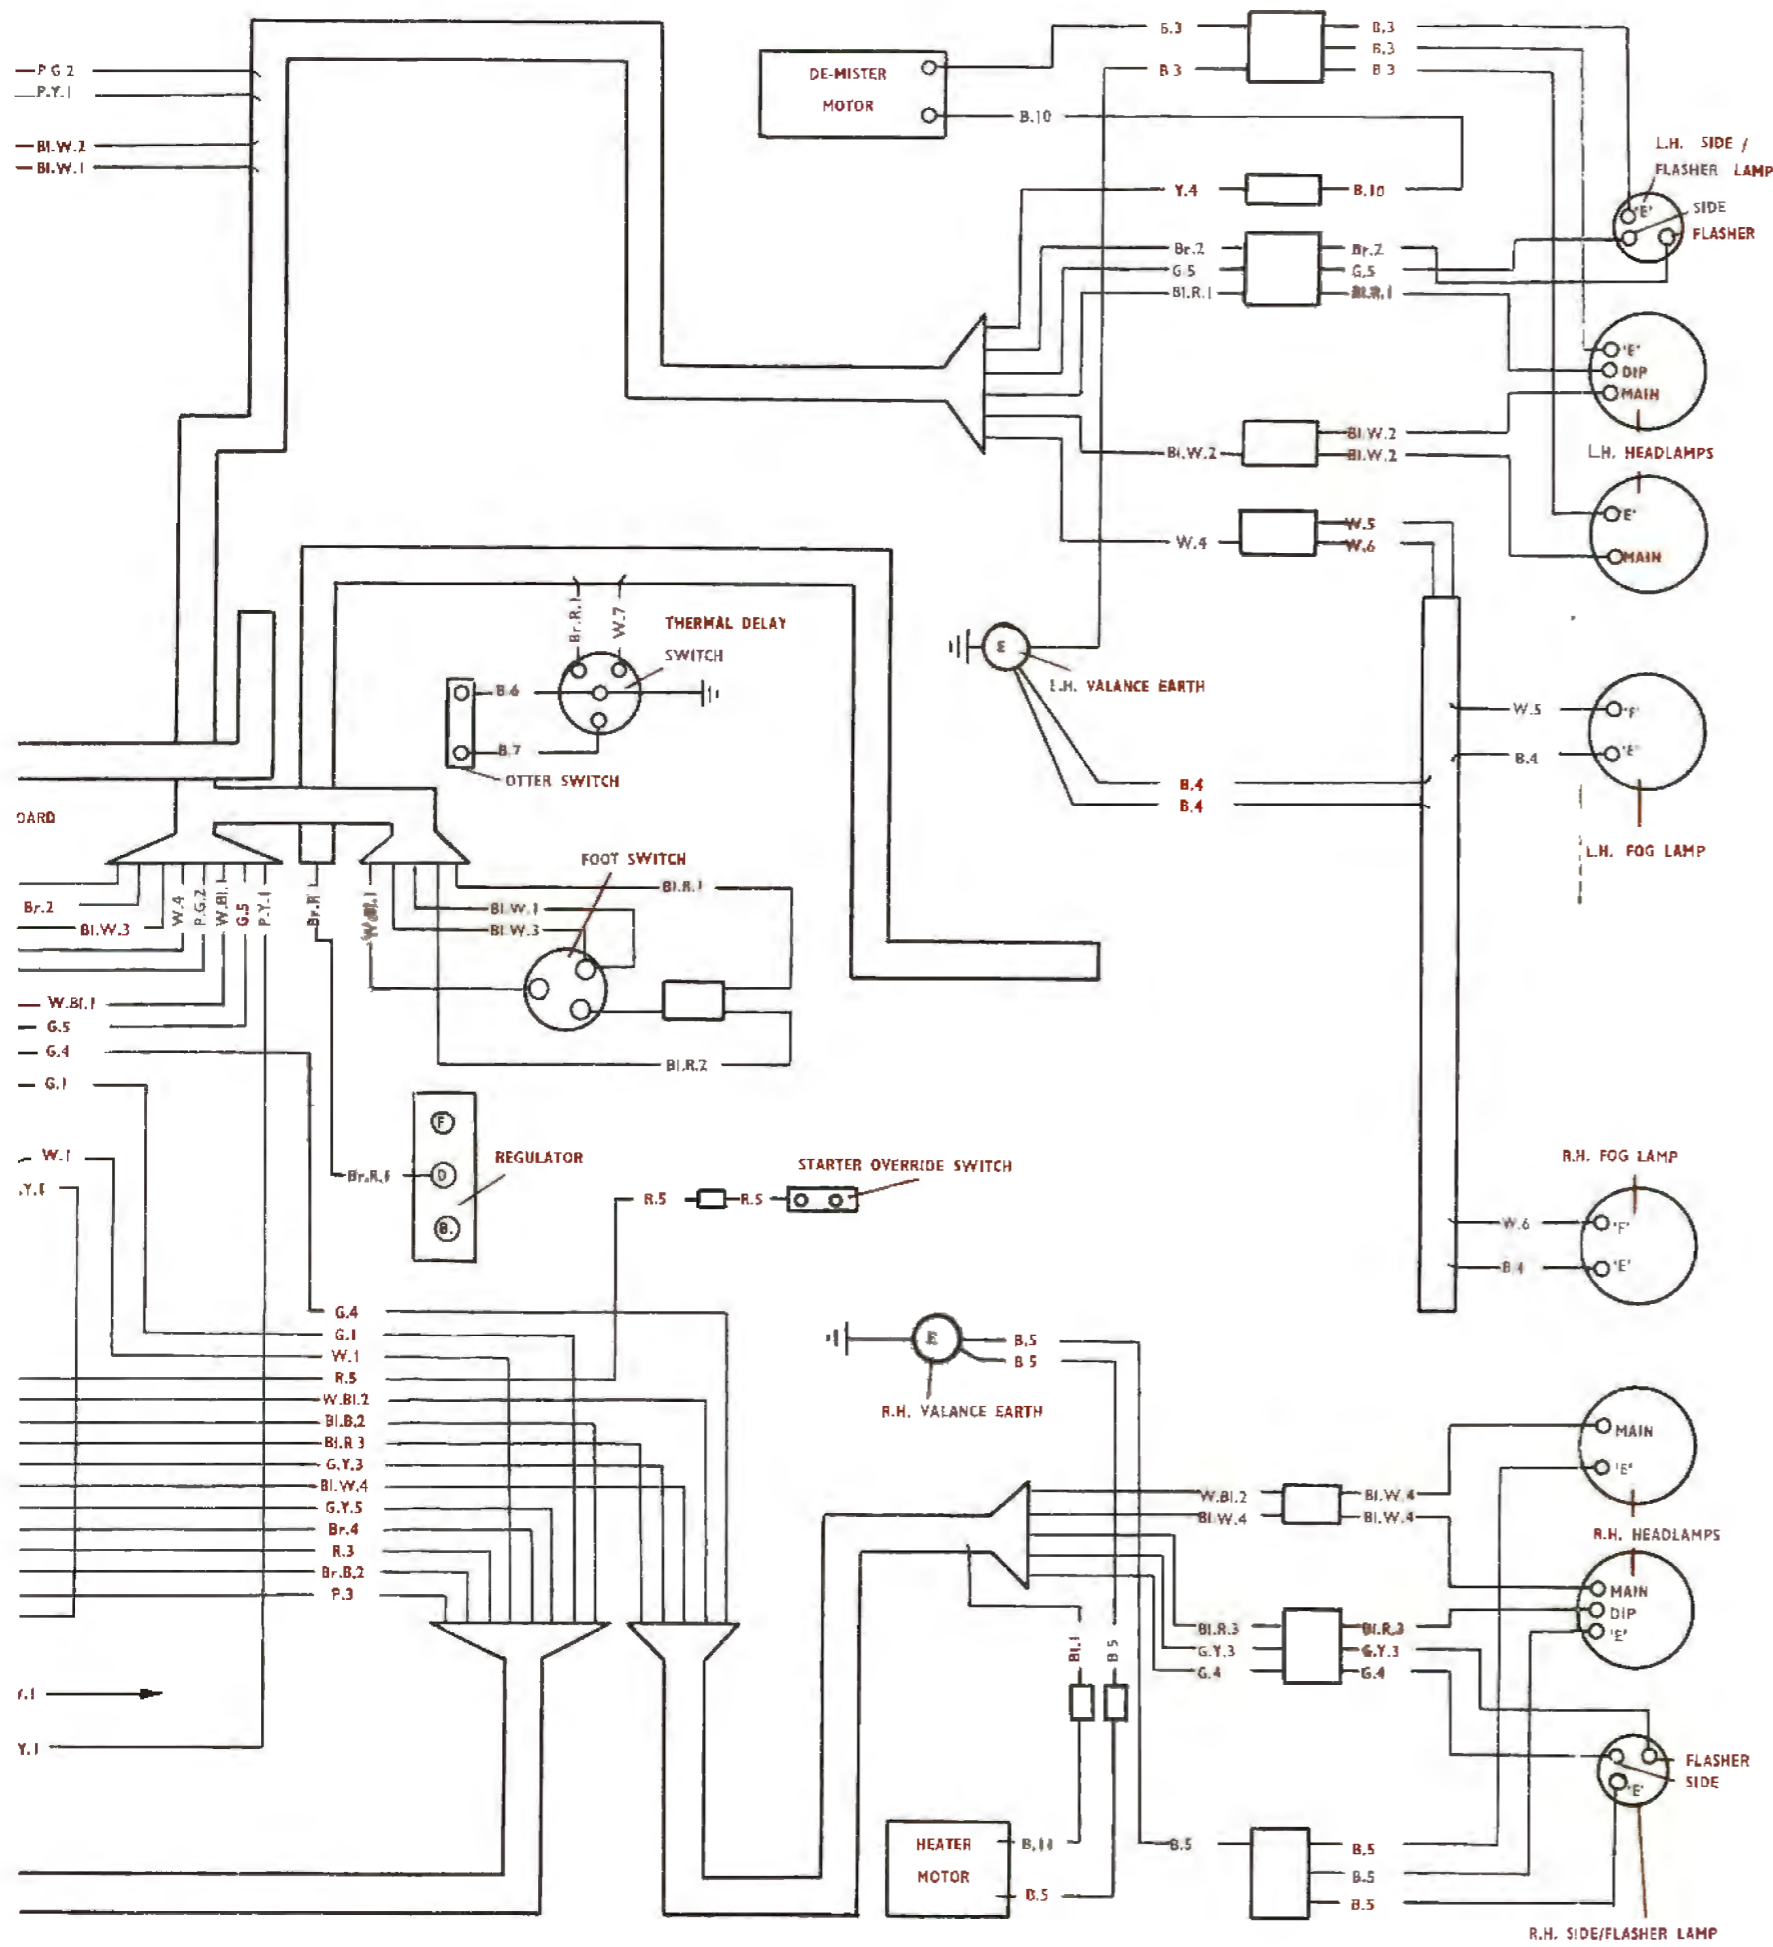 P.G.2
P.Y.1
Bl.W.2
Bl.W.1
DE-MISTER
MOTOR
B.10
B.3
B.3
B.3
B.3
B.3
L.H. SIDE /
FLASHER LAMP
'E'
SIDE
FLASHER
Y.4
B.10
Br.2
G.5
Bl.R.1
Br.2
G.5
Bl.R.1
'E'
DIP
MAIN
Bl.W.2
Bl.W.2
Bl.W.2
L.H. HEADLAMPS
'E'
MAIN
W.4
W.5
W.6
Br.R.1
W.7
THERMAL DELAY
SWITCH
B.6
B.7
OTTER SWITCH
E
L.H. VALANCE EARTH
B.4
B.4
W.5
B.4
'F'
'E'
L.H. FOG LAMP
OARD
Br.2
Bl.W.3
W.4
P.G.2
W.Bl.1
G.5
P.Y.1
Br.R.1
W.Bl.1
FOOT SWITCH
Bl.R.1
Bl.W.1
Bl.W.3
Bl.R.2
W.Bl.1
G.5
G.4
G.1
W.1
.Y.1
F
D
B.
Br.R.1
REGULATOR
STARTER OVERRIDE SWITCH
R.5
R.5
R.H. FOG LAMP
W.6
B.4
'F'
'E'
G.4
G.1
W.1
R.5
W.Bl.2
Bl.B.2
Bl.R.3
G.Y.3
Bl.W.4
G.Y.5
Br.4
R.3
Br.B.2
P.3
E
B.5
B.5
R.H. VALANCE EARTH
MAIN
'E'
R.H. HEADLAMPS
W.Bl.2
Bl.W.4
Bl.W.4
Bl.W.4
MAIN
DIP
'E'
Bl.R.3
G.Y.3
G.4
Bl.R.3
G.Y.3
G.4
Bl.1
B.5
Y.1
FLASHER
SIDE
'E'
HEATER
MOTOR
B.11
B.5
B.5
B.5
B.5
B.5
R.H. SIDE/FLASHER LAMP